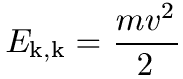 E_{k,k} = \frac{mv^2}{2}